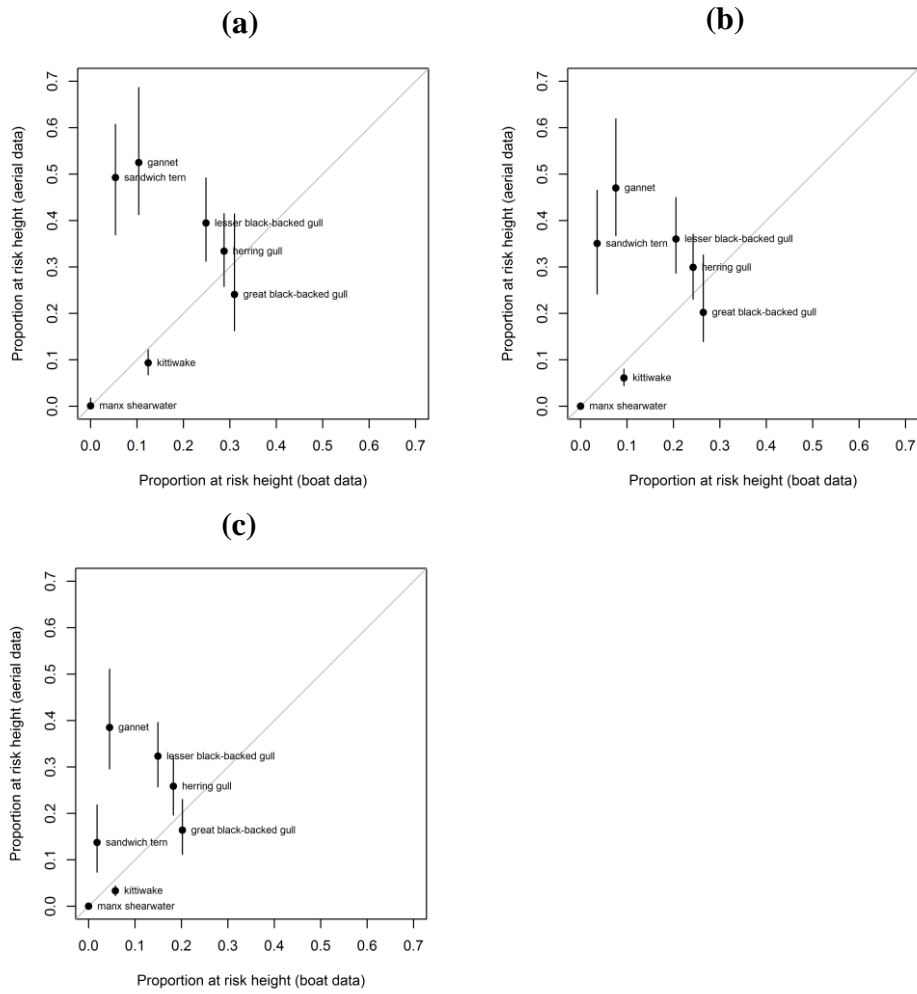 (a)
Proportion at risk height (aerial data)
0.7
0.6
0.5
0.4
0.3
0.2
0.1
0.0
gannet
sandwich tern
lesser black-backed gull
herring gull
great black-backed gull
kittiwake
manx shearwater
0.0 0.1 0.2 0.3 0.4 0.5 0.6 0.7
Proportion at risk height (boat data)
(b)
Proportion at risk height (aerial data)
0.7
0.6
0.5
0.4
0.3
0.2
0.1
0.0
gannet
sandwich tern
lesser black-backed gull
herring gull
great black-backed gull
kittiwake
manx shearwater
0.0 0.1 0.2 0.3 0.4 0.5 0.6 0.7
Proportion at risk height (boat data)
(c)
Proportion at risk height (aerial data)
0.7
0.6
0.5
0.4
0.3
0.2
0.1
0.0
gannet
lesser black-backed gull
herring gull
great black-backed gull
sandwich tern
kittiwake
manx shearwater
0.0 0.1 0.2 0.3 0.4 0.5 0.6 0.7
Proportion at risk height (boat data)